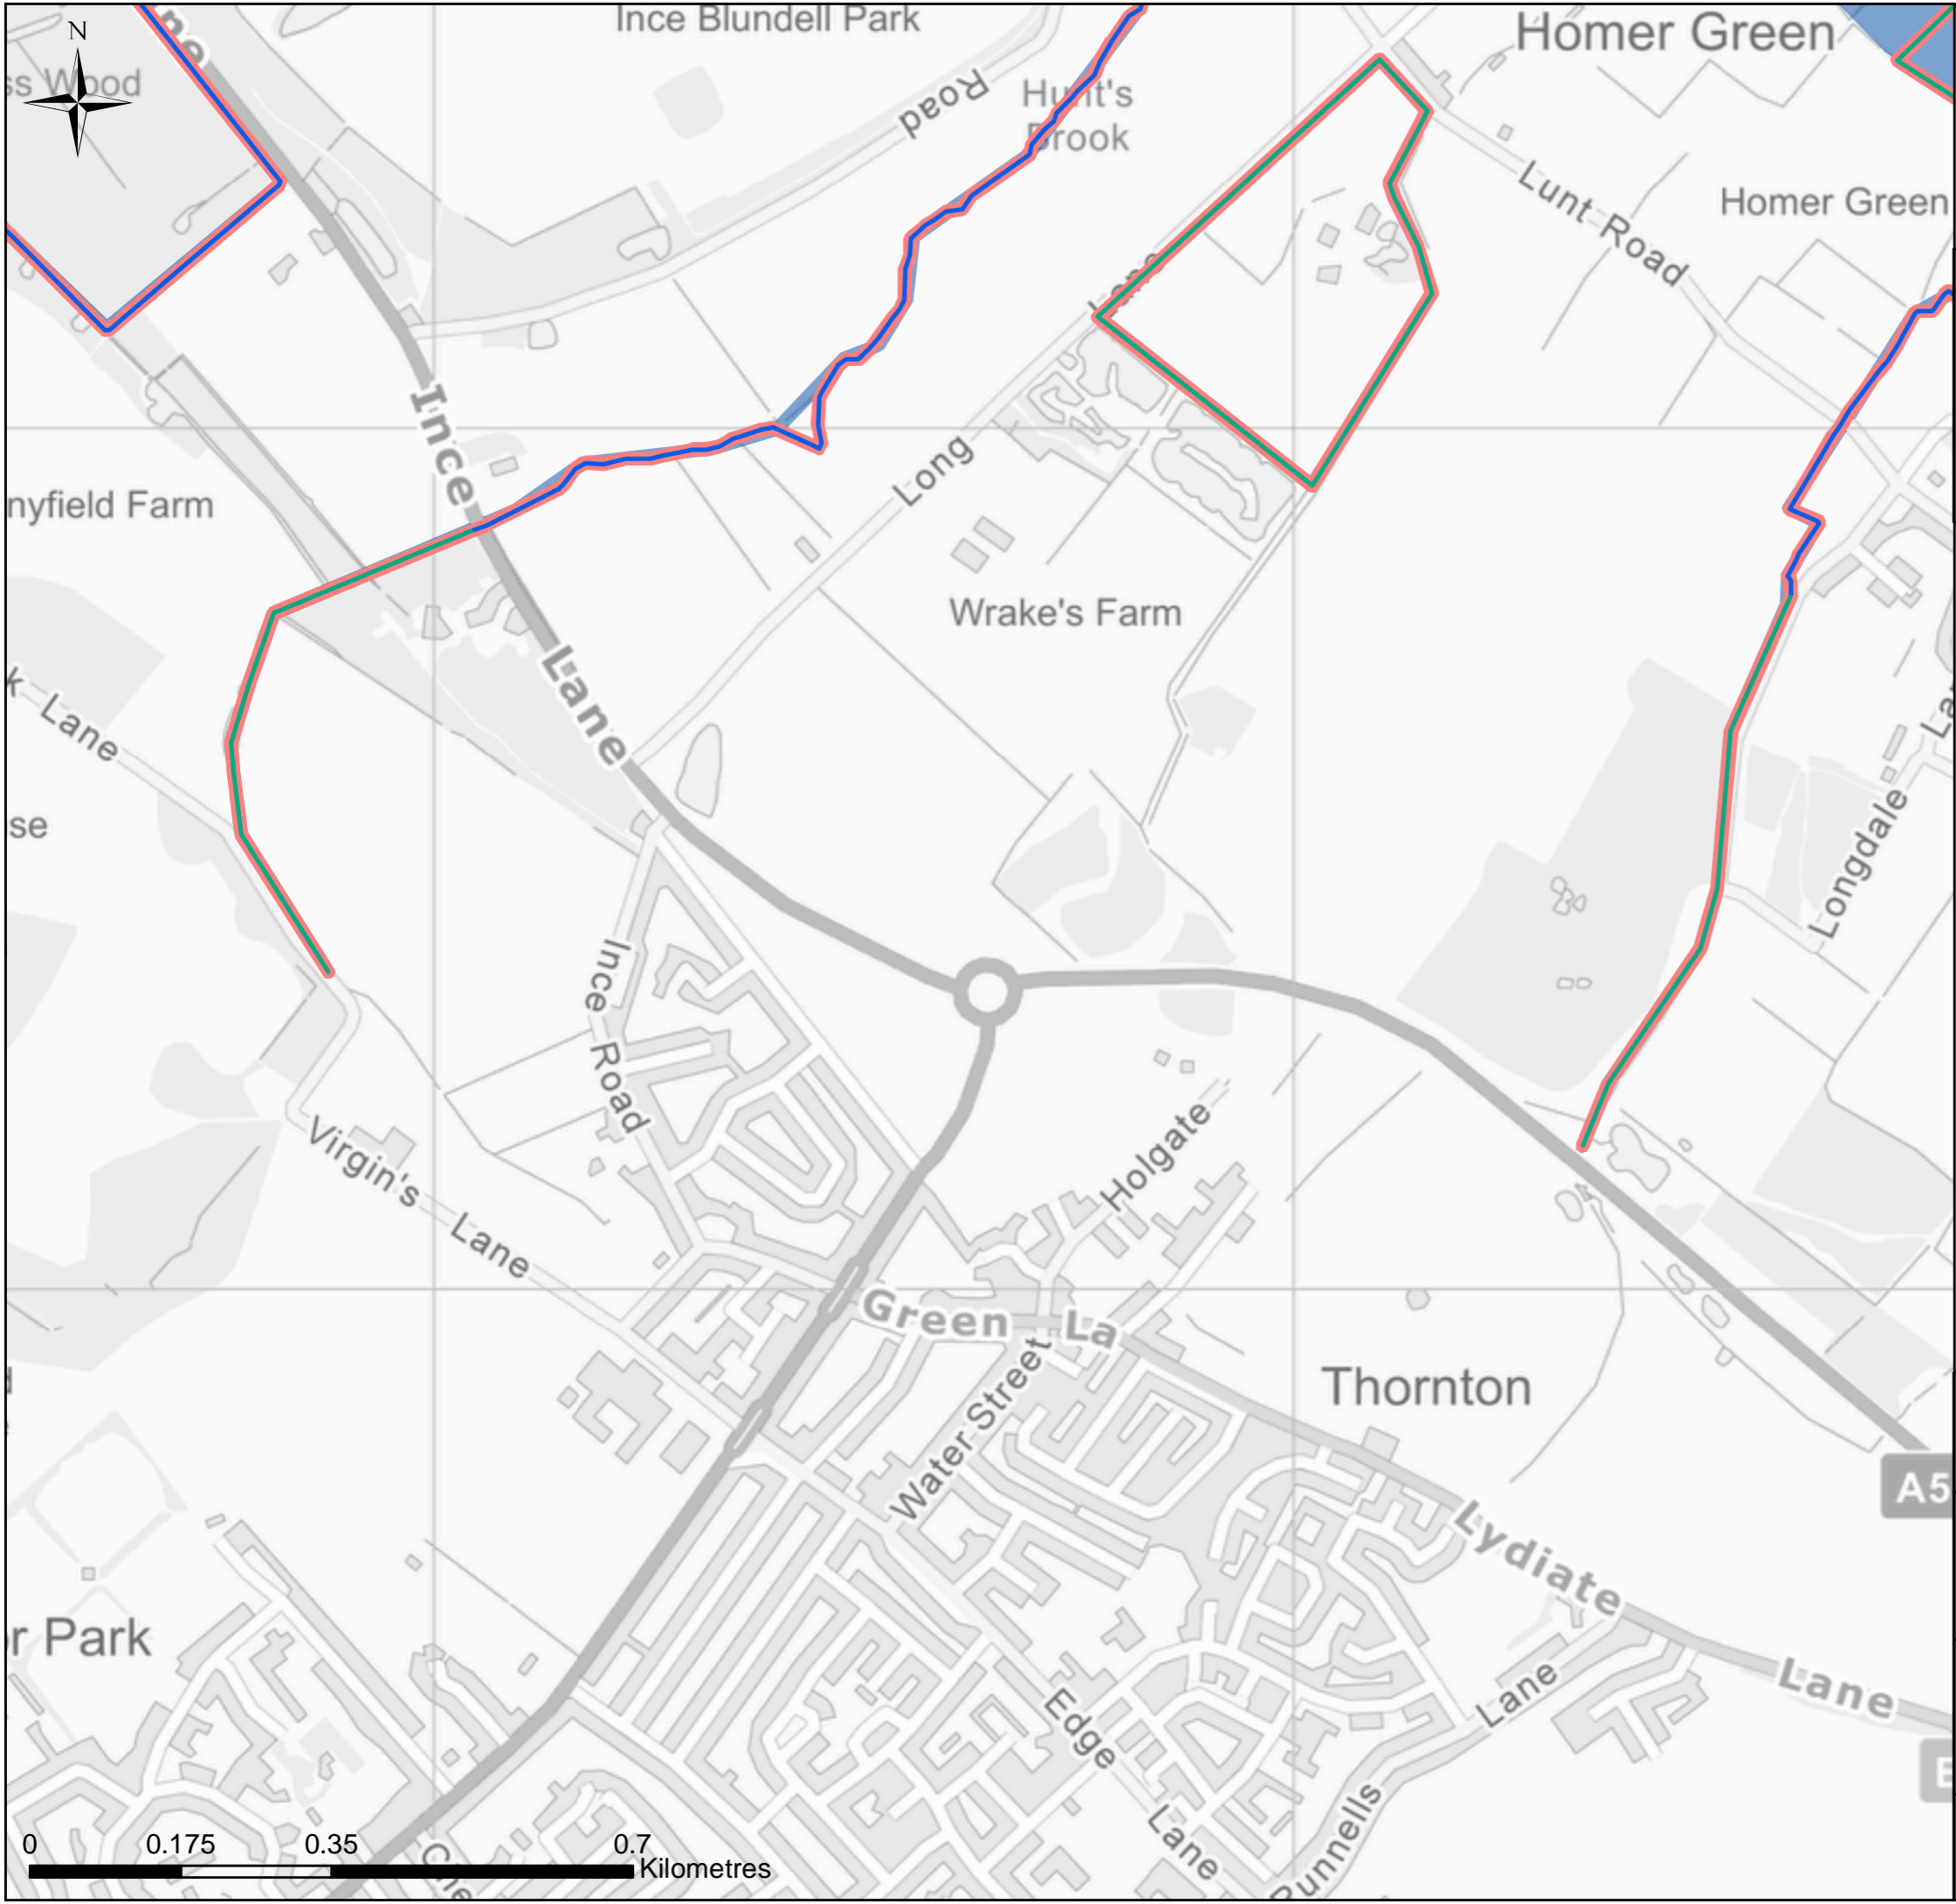 Ince Blundell Park
Homer Green
N
ss Wood
Road
Hunt's
Brook
Lunt Road
Homer Green
Ince
Long
nyfield Farm
Wrake's Farm
Lane
k Lane
se
Longdale
Ince Road
Holgate
Virgin's Lane
Green La
Water Street
Thornton
A5
Lydiate
r Park
Lane
Lane
Edge
Lane
Runnells
0 0.175 0.35 0.7
Kilometres